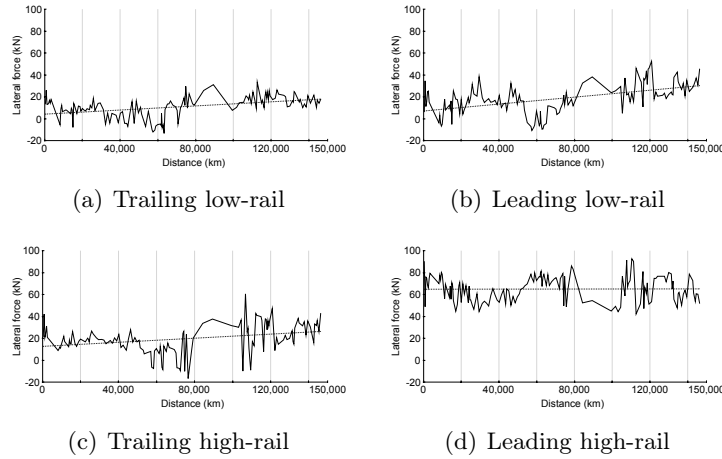 100
80
60
40
20
0
-20
Lateral force (kN)
0 40,000 80,000 120,000 150,000
Distance (km)
(a) Trailing low-rail
100
80
60
40
20
0
-20
Lateral force (kN)
0 40,000 80,000 120,000 150,000
Distance (km)
(b) Leading low-rail
100
80
60
40
20
0
-20
Lateral force (kN)
0 40,000 80,000 120,000 150,000
Distance (km)
(c) Trailing high-rail
100
80
60
40
20
0
-20
Lateral force (kN)
0 40,000 80,000 120,000 150,000
Distance (km)
(d) Leading high-rail